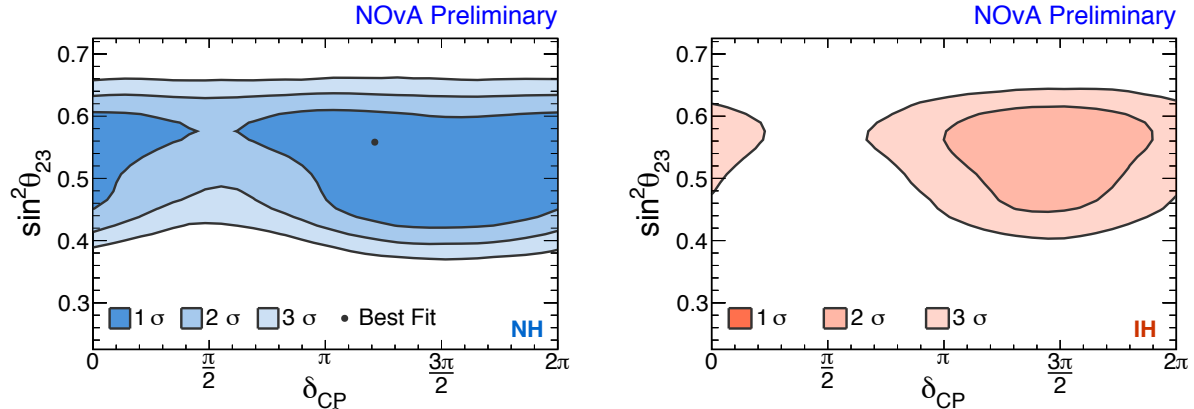 NOvA Preliminary
0.7
0.6
0.5
0.4
0.3
sin²θ₂₃
1 σ 2 σ 3 σ Best Fit
NH
0 π/2 π 3π/2 2π
δCP
NOvA Preliminary
0.7
0.6
0.5
0.4
0.3
sin²θ₂₃
1 σ 2 σ 3 σ
IH
0 π/2 π 3π/2 2π
δCP